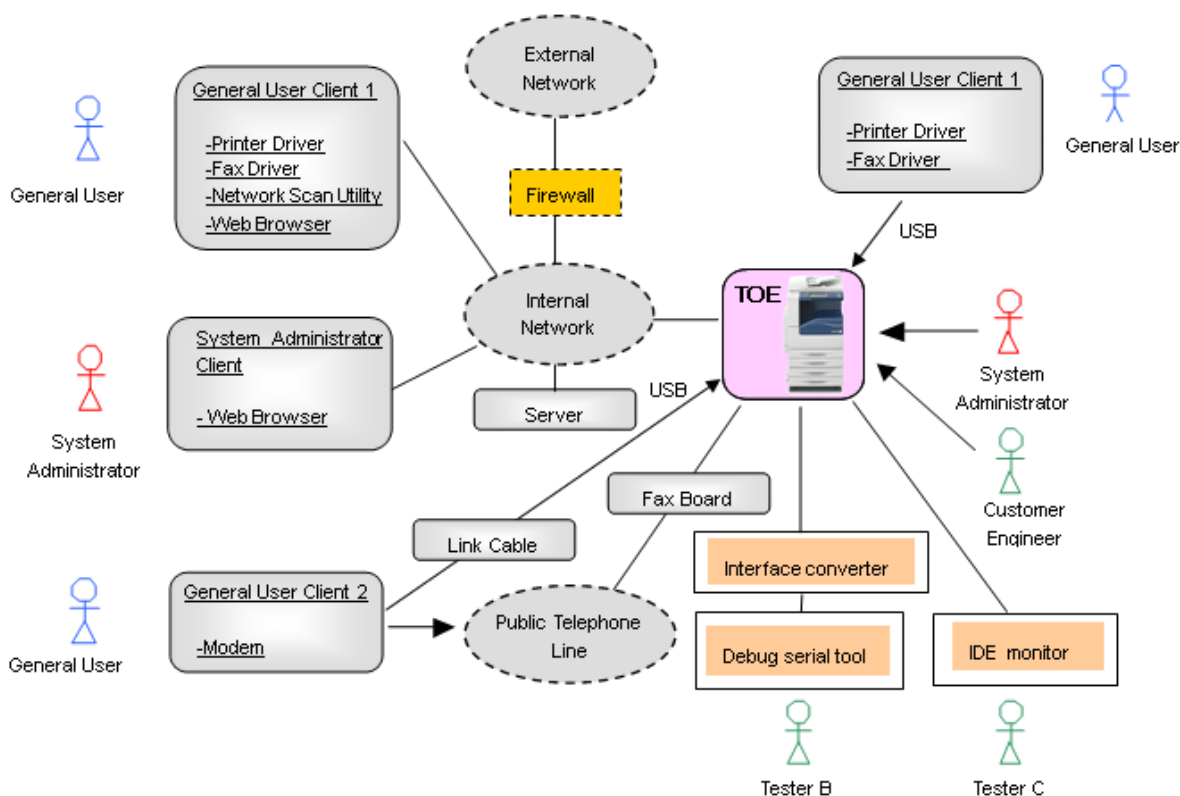 External
Network
General User Client 1
-Printer Driver
-Fax Driver
-Network Scan Utility
-Web Browser
General User
Firewall
General User Client 1
-Printer Driver
-Fax Driver
General User
USB
Internal
Network
TOE
System Administrator
Client
- Web Browser
System
Administrator
Server
USB
System
Administrator
Fax Board
Customer
Engineer
Link Cable
Interface converter
General User Client 2
-Modem
General User
Public Telephone
Line
Debug serial tool
IDE monitor
Tester B
Tester C